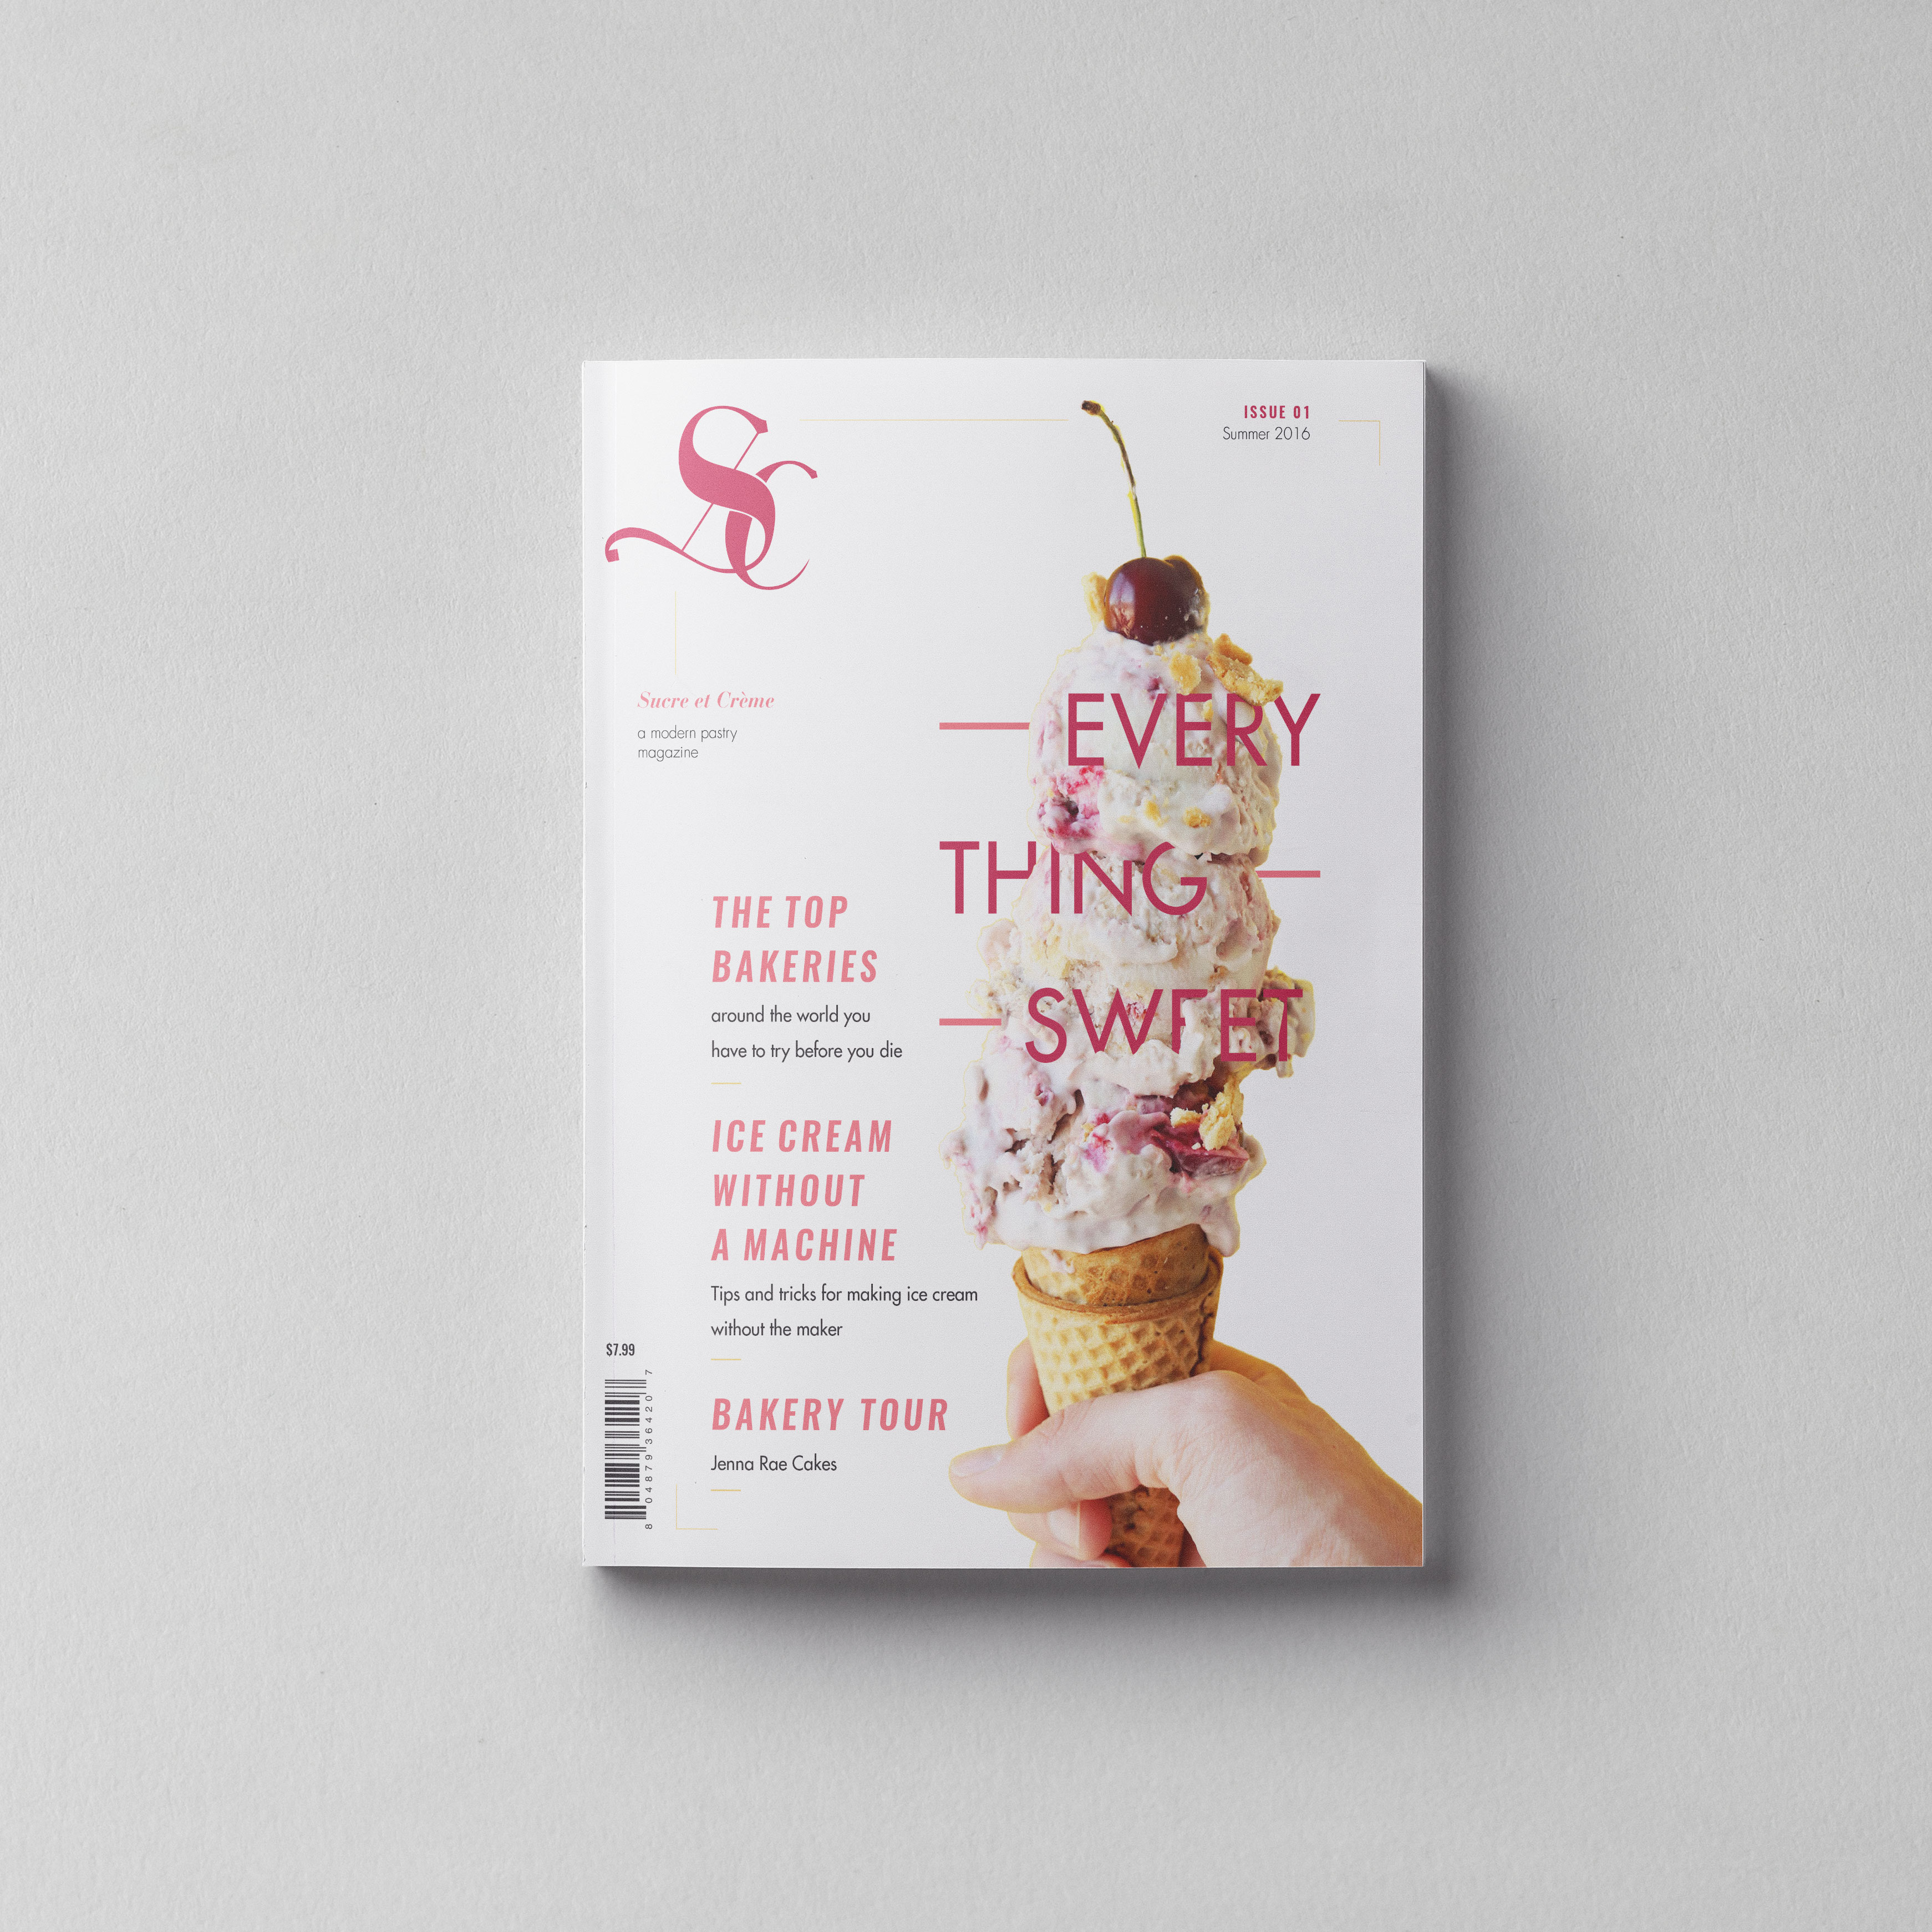 Sc
ISSUE 01
Summer 2016
Sucre et Crème
a modern pastry
magazine
EVERY
THING
SWEET
THE TOP
BAKERIES
around the world you
have to try before you die
ICE CREAM
WITHOUT
A MACHINE
Tips and tricks for making ice cream
without the maker
BAKERY TOUR
Jenna Rae Cakes
$7.99
8 04879 36420 7